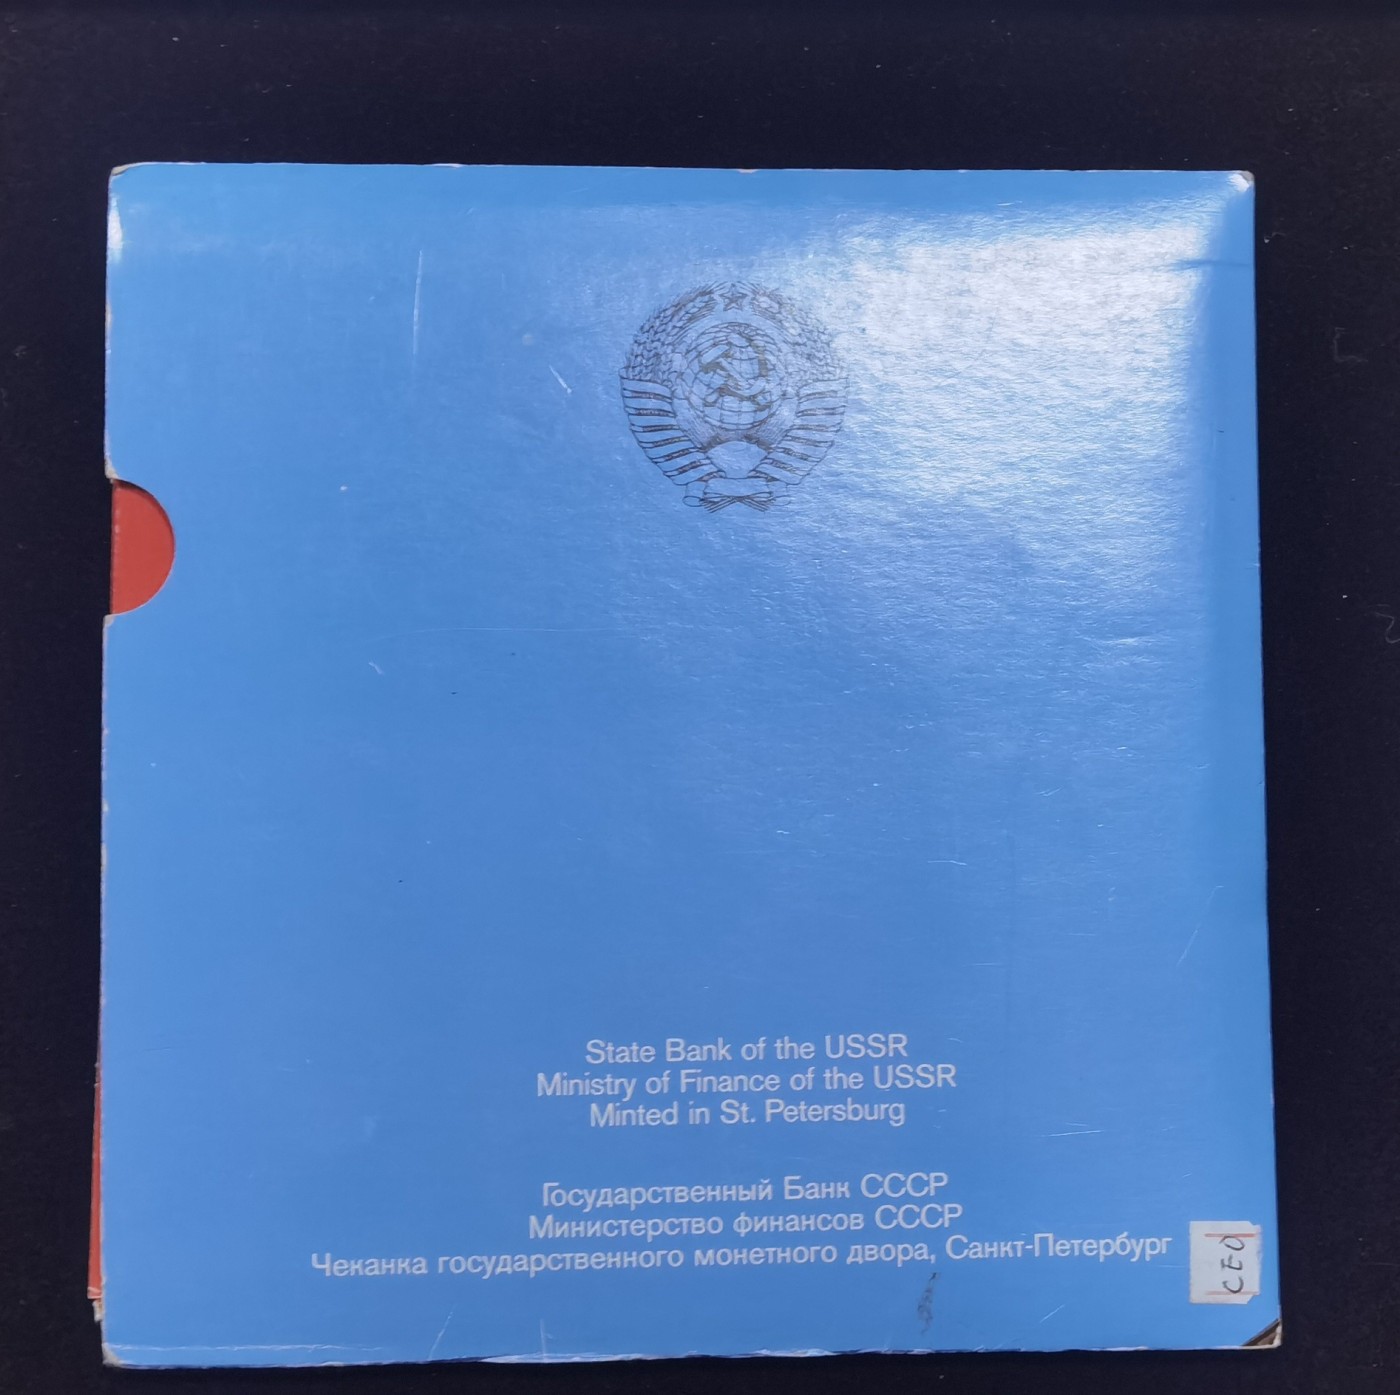 State Bank of the USSR
Ministry of Finance of the USSR
Minted in St. Petersburg
Государственный Банк СССР
Министерство финансов СССР
Чеканка государственного монетного двора, Санкт-Петербург